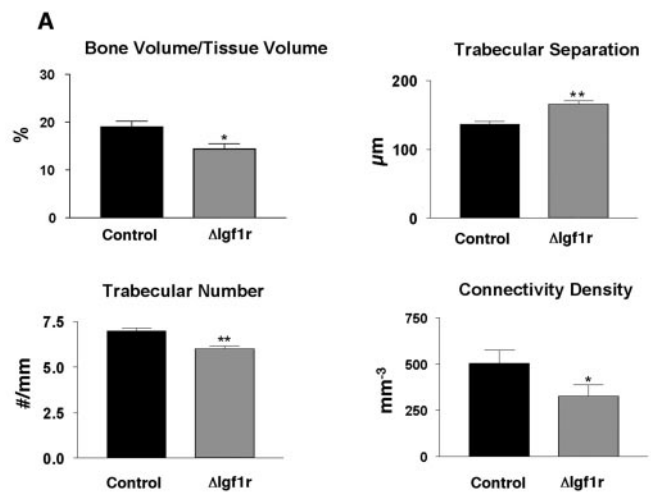 A
Bone Volume/Tissue Volume
30
20
10
0
%
*
Control ΔIgf1r
Trabecular Separation
200
100
0
µm
**
Control ΔIgf1r
Trabecular Number
7.5
6.0
2.5
0.0
#/mm
**
Control ΔIgf1r
Connectivity Density
750
500
250
0
mm-3
*
Control ΔIgf1r